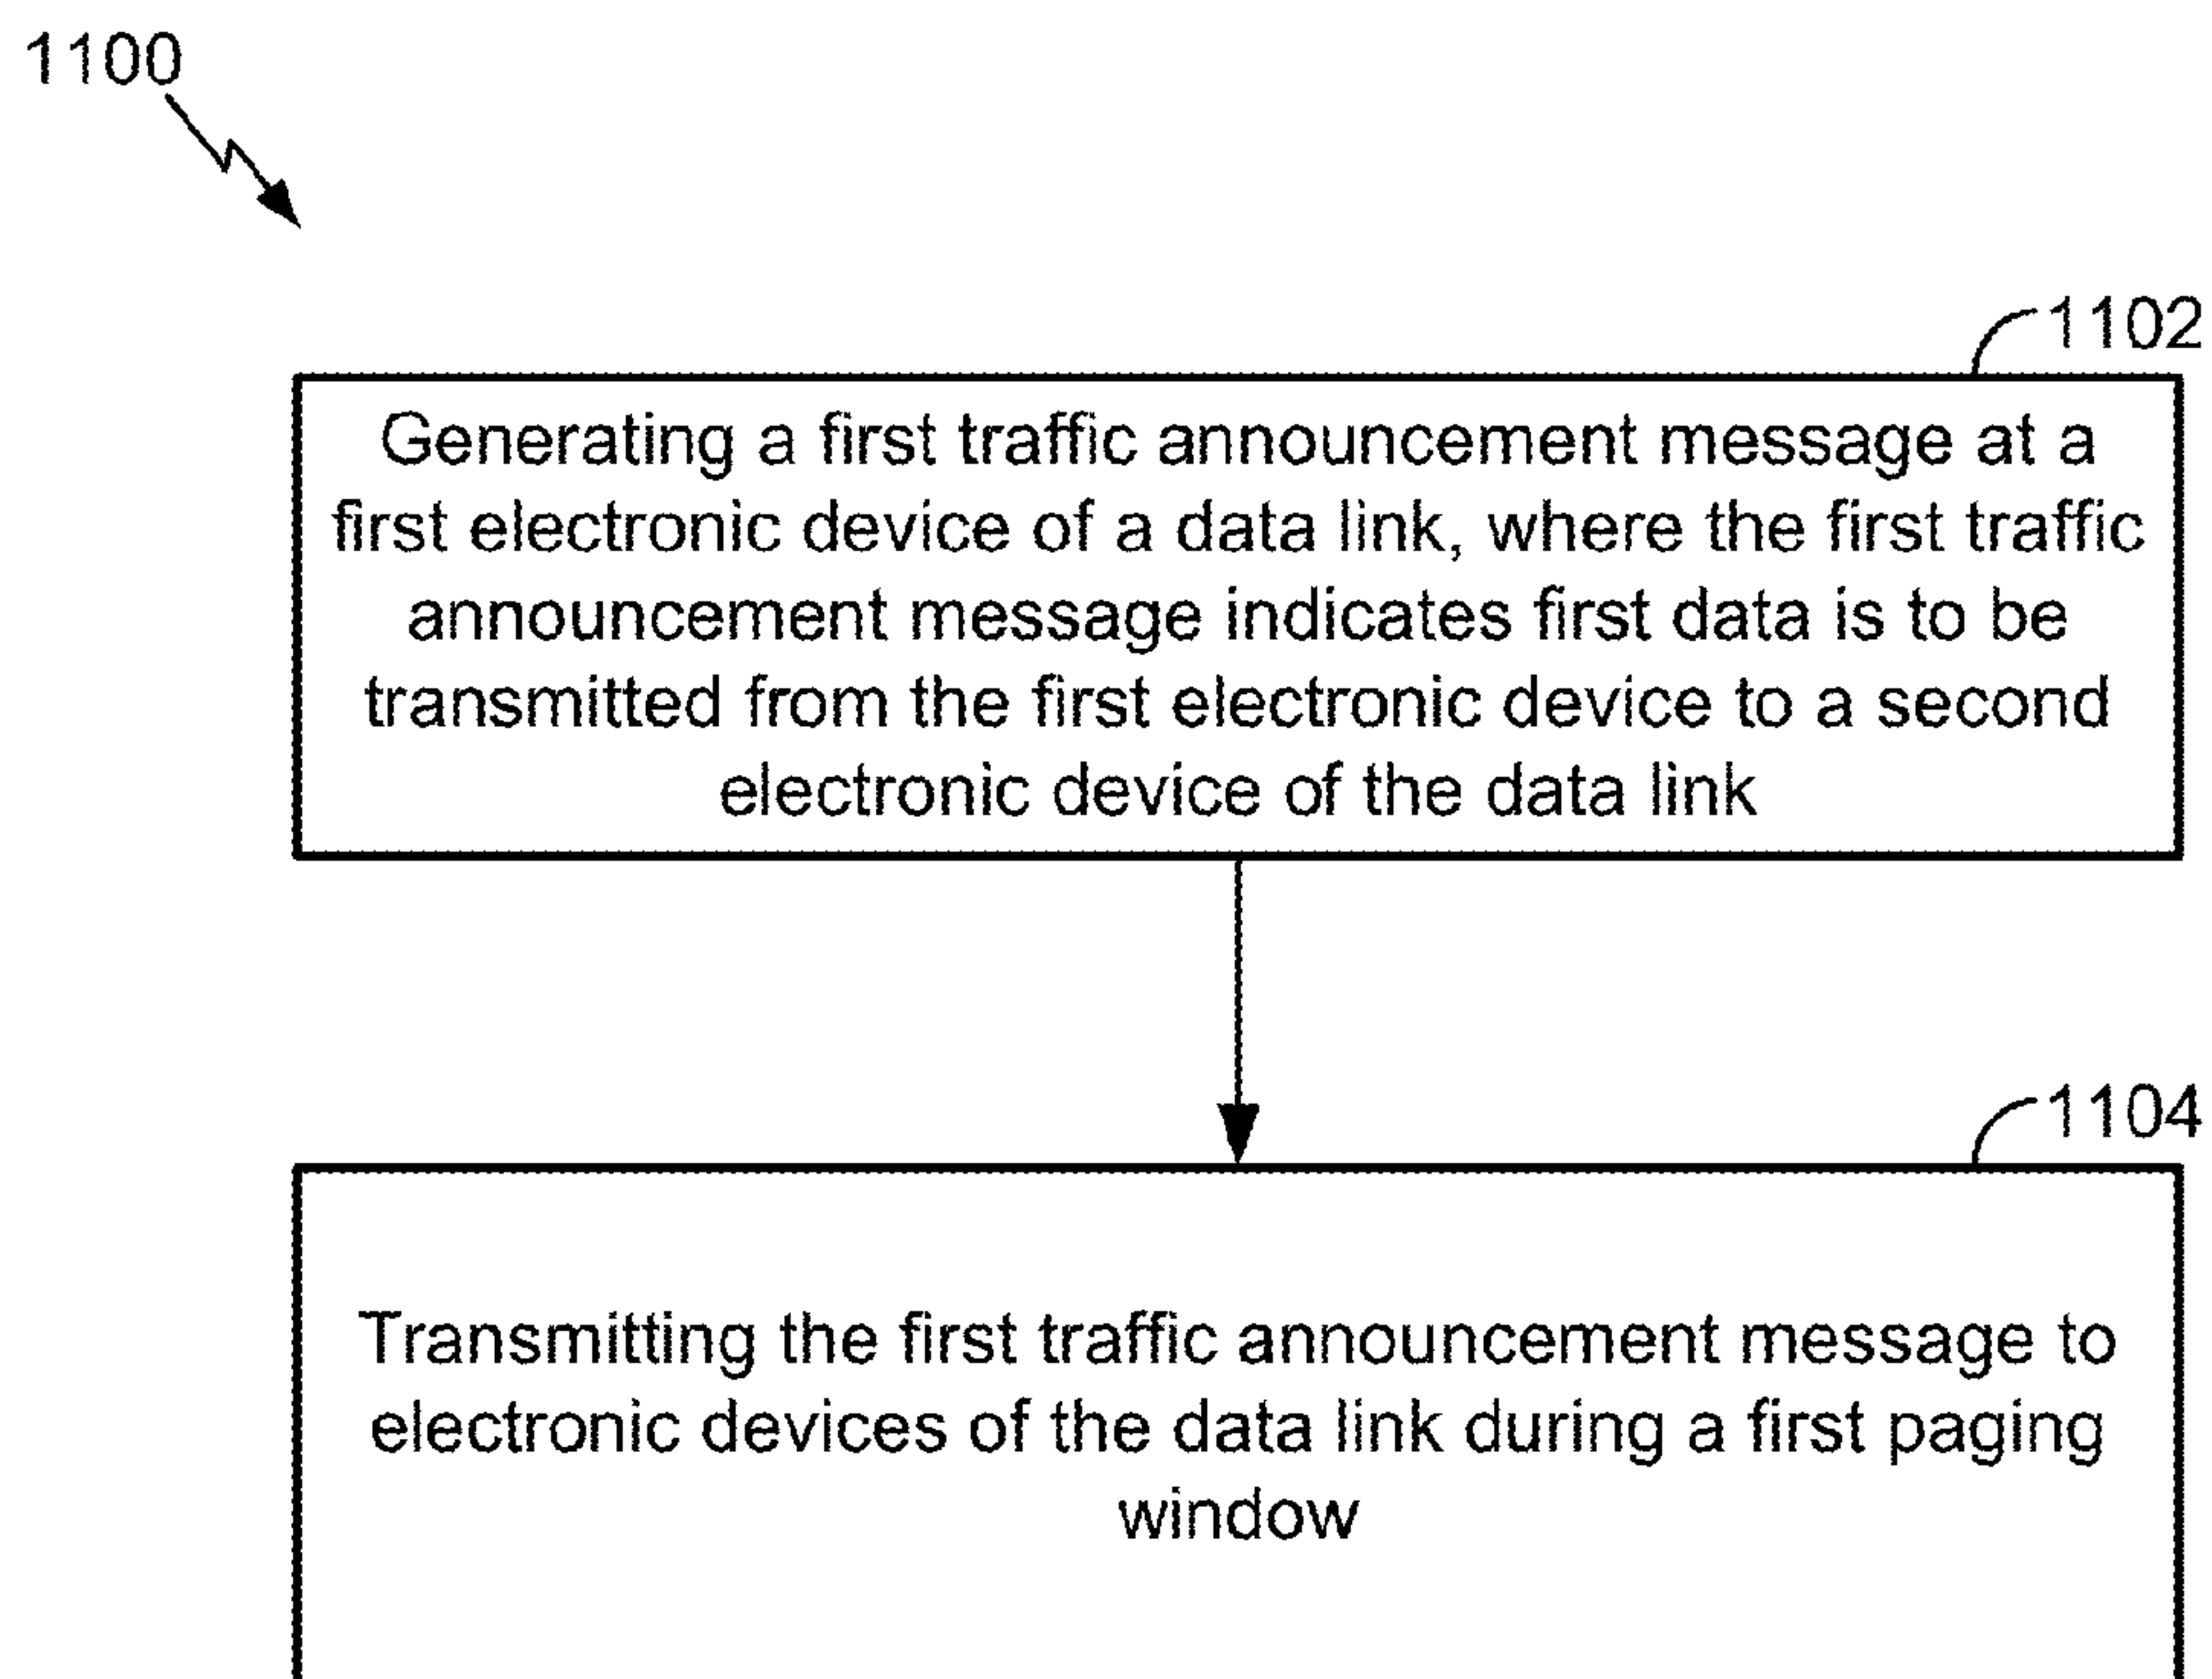 1100
1102
Generating a first traffic announcement message at a
first electronic device of a data link, where the first traffic
announcement message indicates first data is to be
transmitted from the first electronic device to a second
electronic device of the data link
1104
Transmitting the first traffic announcement message to
electronic devices of the data link during a first paging
window